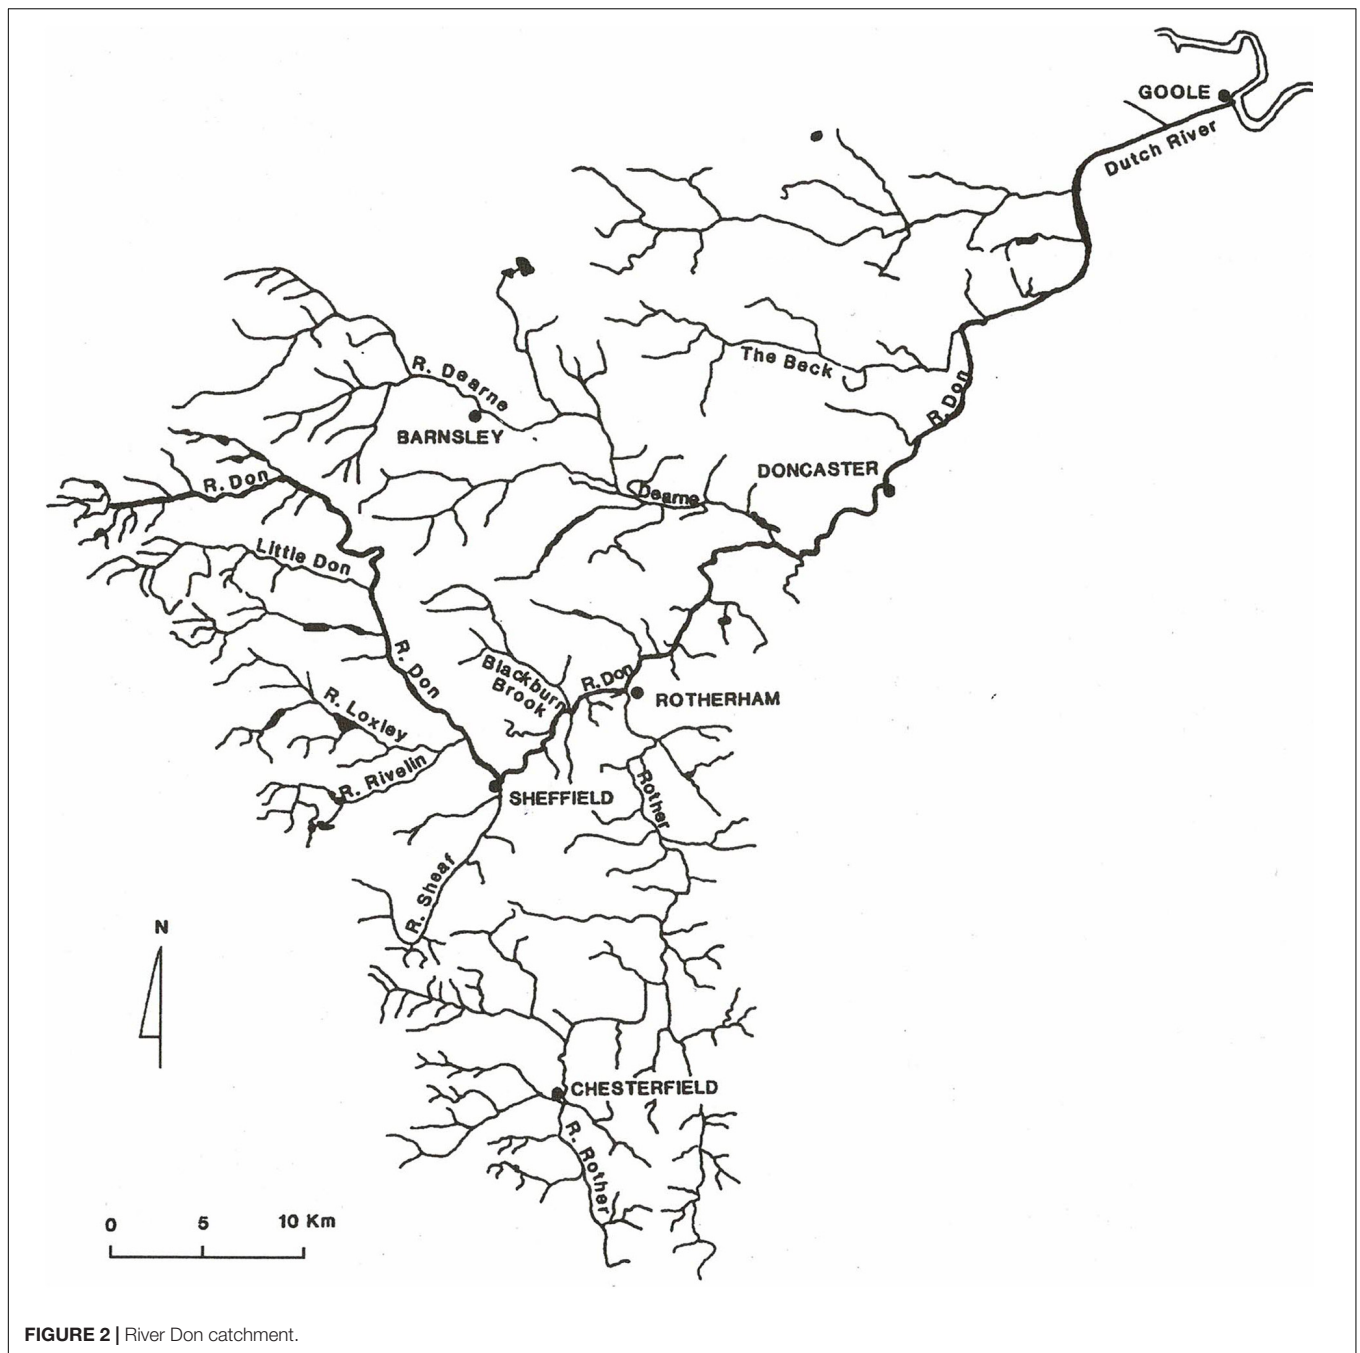 GOOLE
Dutch River
R. Dearne
The Beck
R. Don
BARNSLEY
DONCASTER
R. Don
Dearne
Little Don
R. Don
Blackburn
Brook
R. Don
ROTHERHAM
R. Loxley
R. Rivelin
SHEFFIELD
Rother
R. Sheaf
N
CHESTERFIELD
R. Rother
0 5 10 Km
FIGURE 2 | River Don catchment.